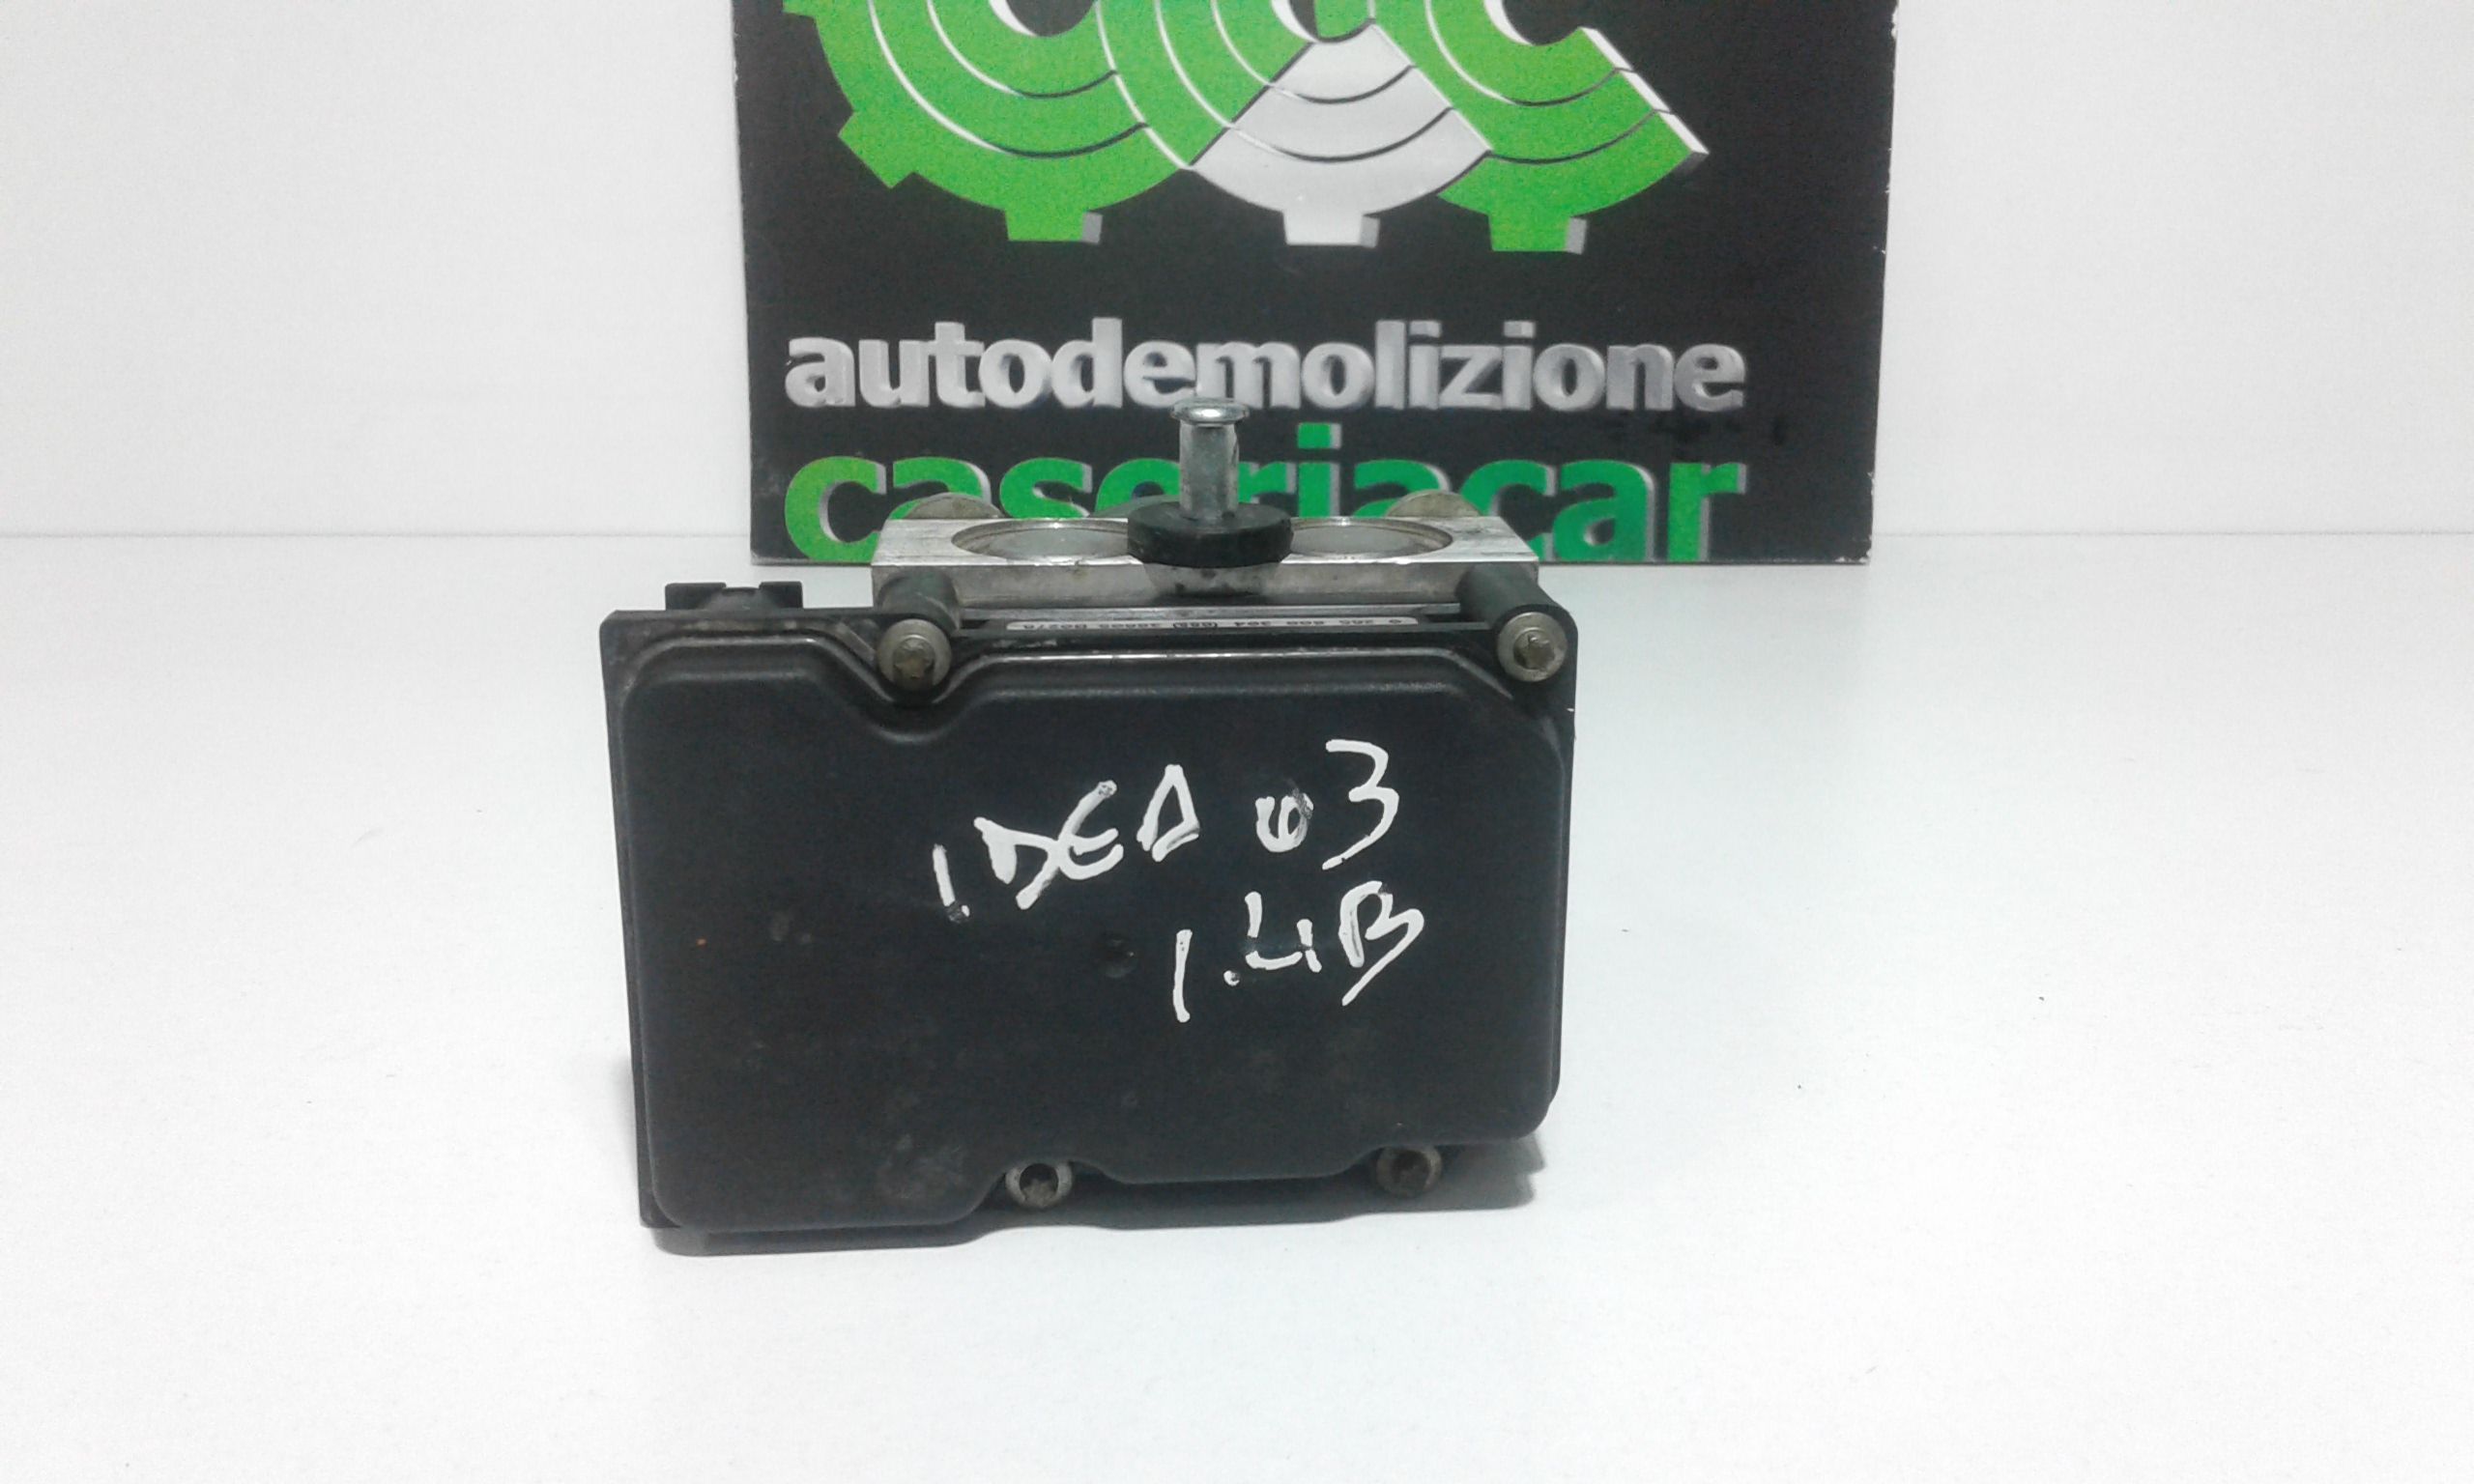 autodemolizione
caseriacar
IDEA 03
1.4B